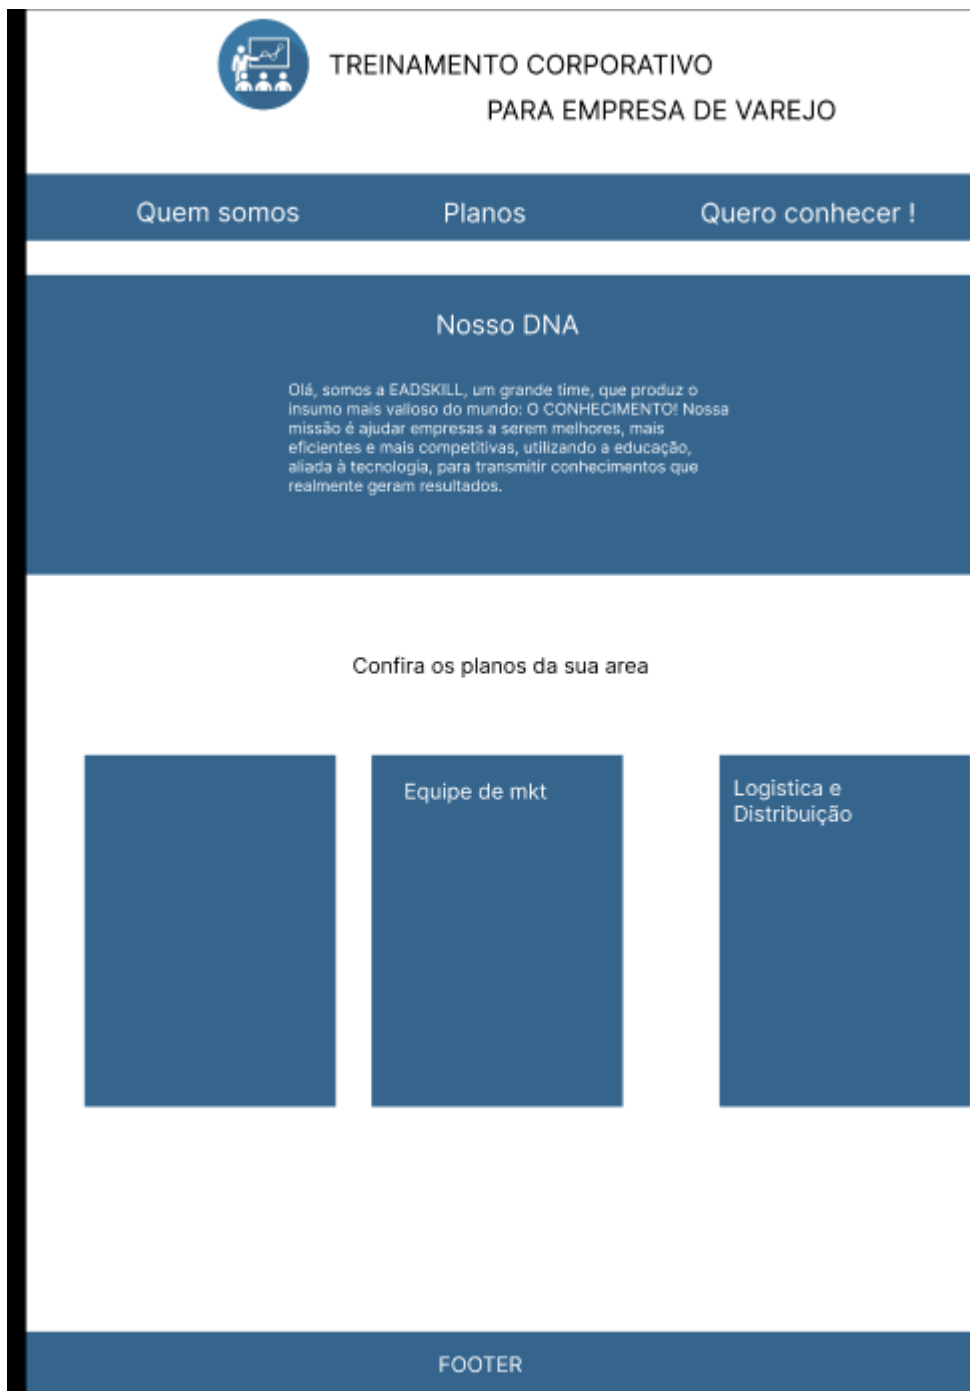 TREINAMENTO CORPORATIVO
PARA EMPRESA DE VAREJO
Quem somos
Planos
Quero conhecer !
Nosso DNA
Olá, somos a EADSKILL, um grande time, que produz o
insumo mais valioso do mundo: O CONHECIMENTO! Nossa
missão é ajudar empresas a serem melhores, mais
eficientes e mais competitivas, utilizando a educação,
aliada à tecnologia, para transmitir conhecimentos que
realmente geram resultados.
Confira os planos da sua area
Equipe de mkt
Logistica e
Distribuição
FOOTER